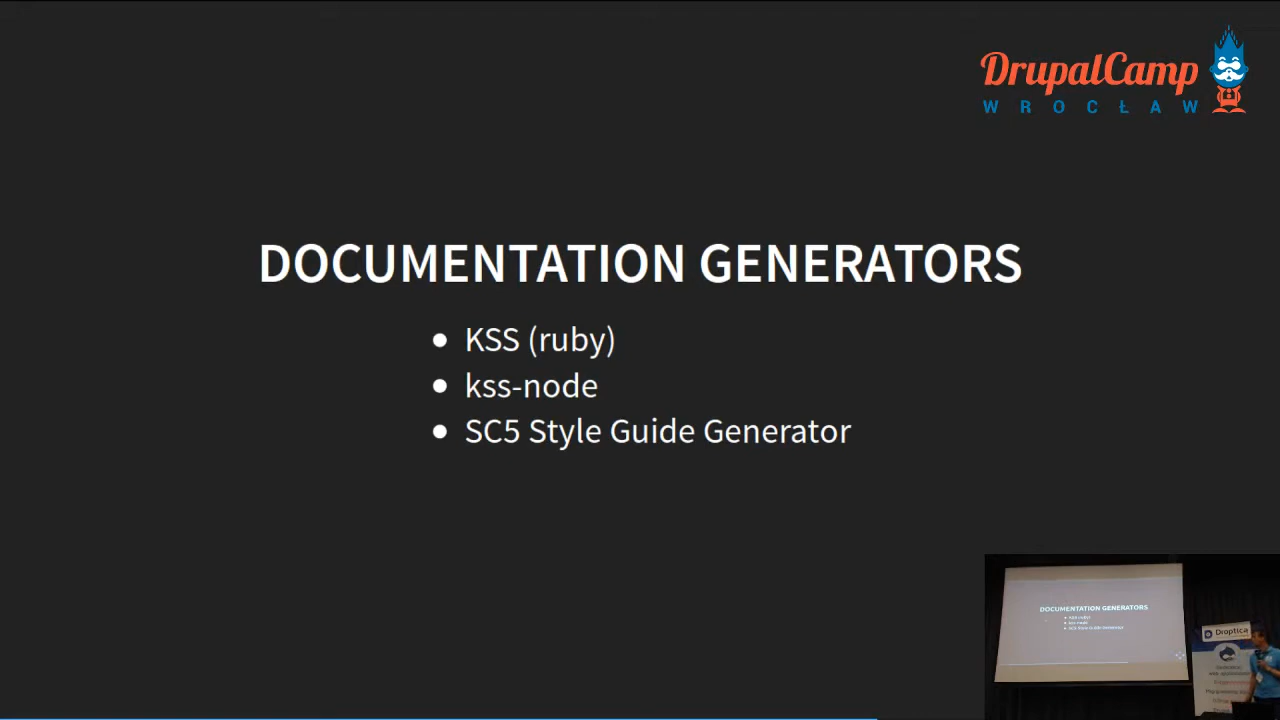 DrupalCamp
WROCŁAW
DOCUMENTATION GENERATORS
KSS (ruby)
kss-node
SC5 Style Guide Generator
DOCUMENTATION GENERATORS
Droptica